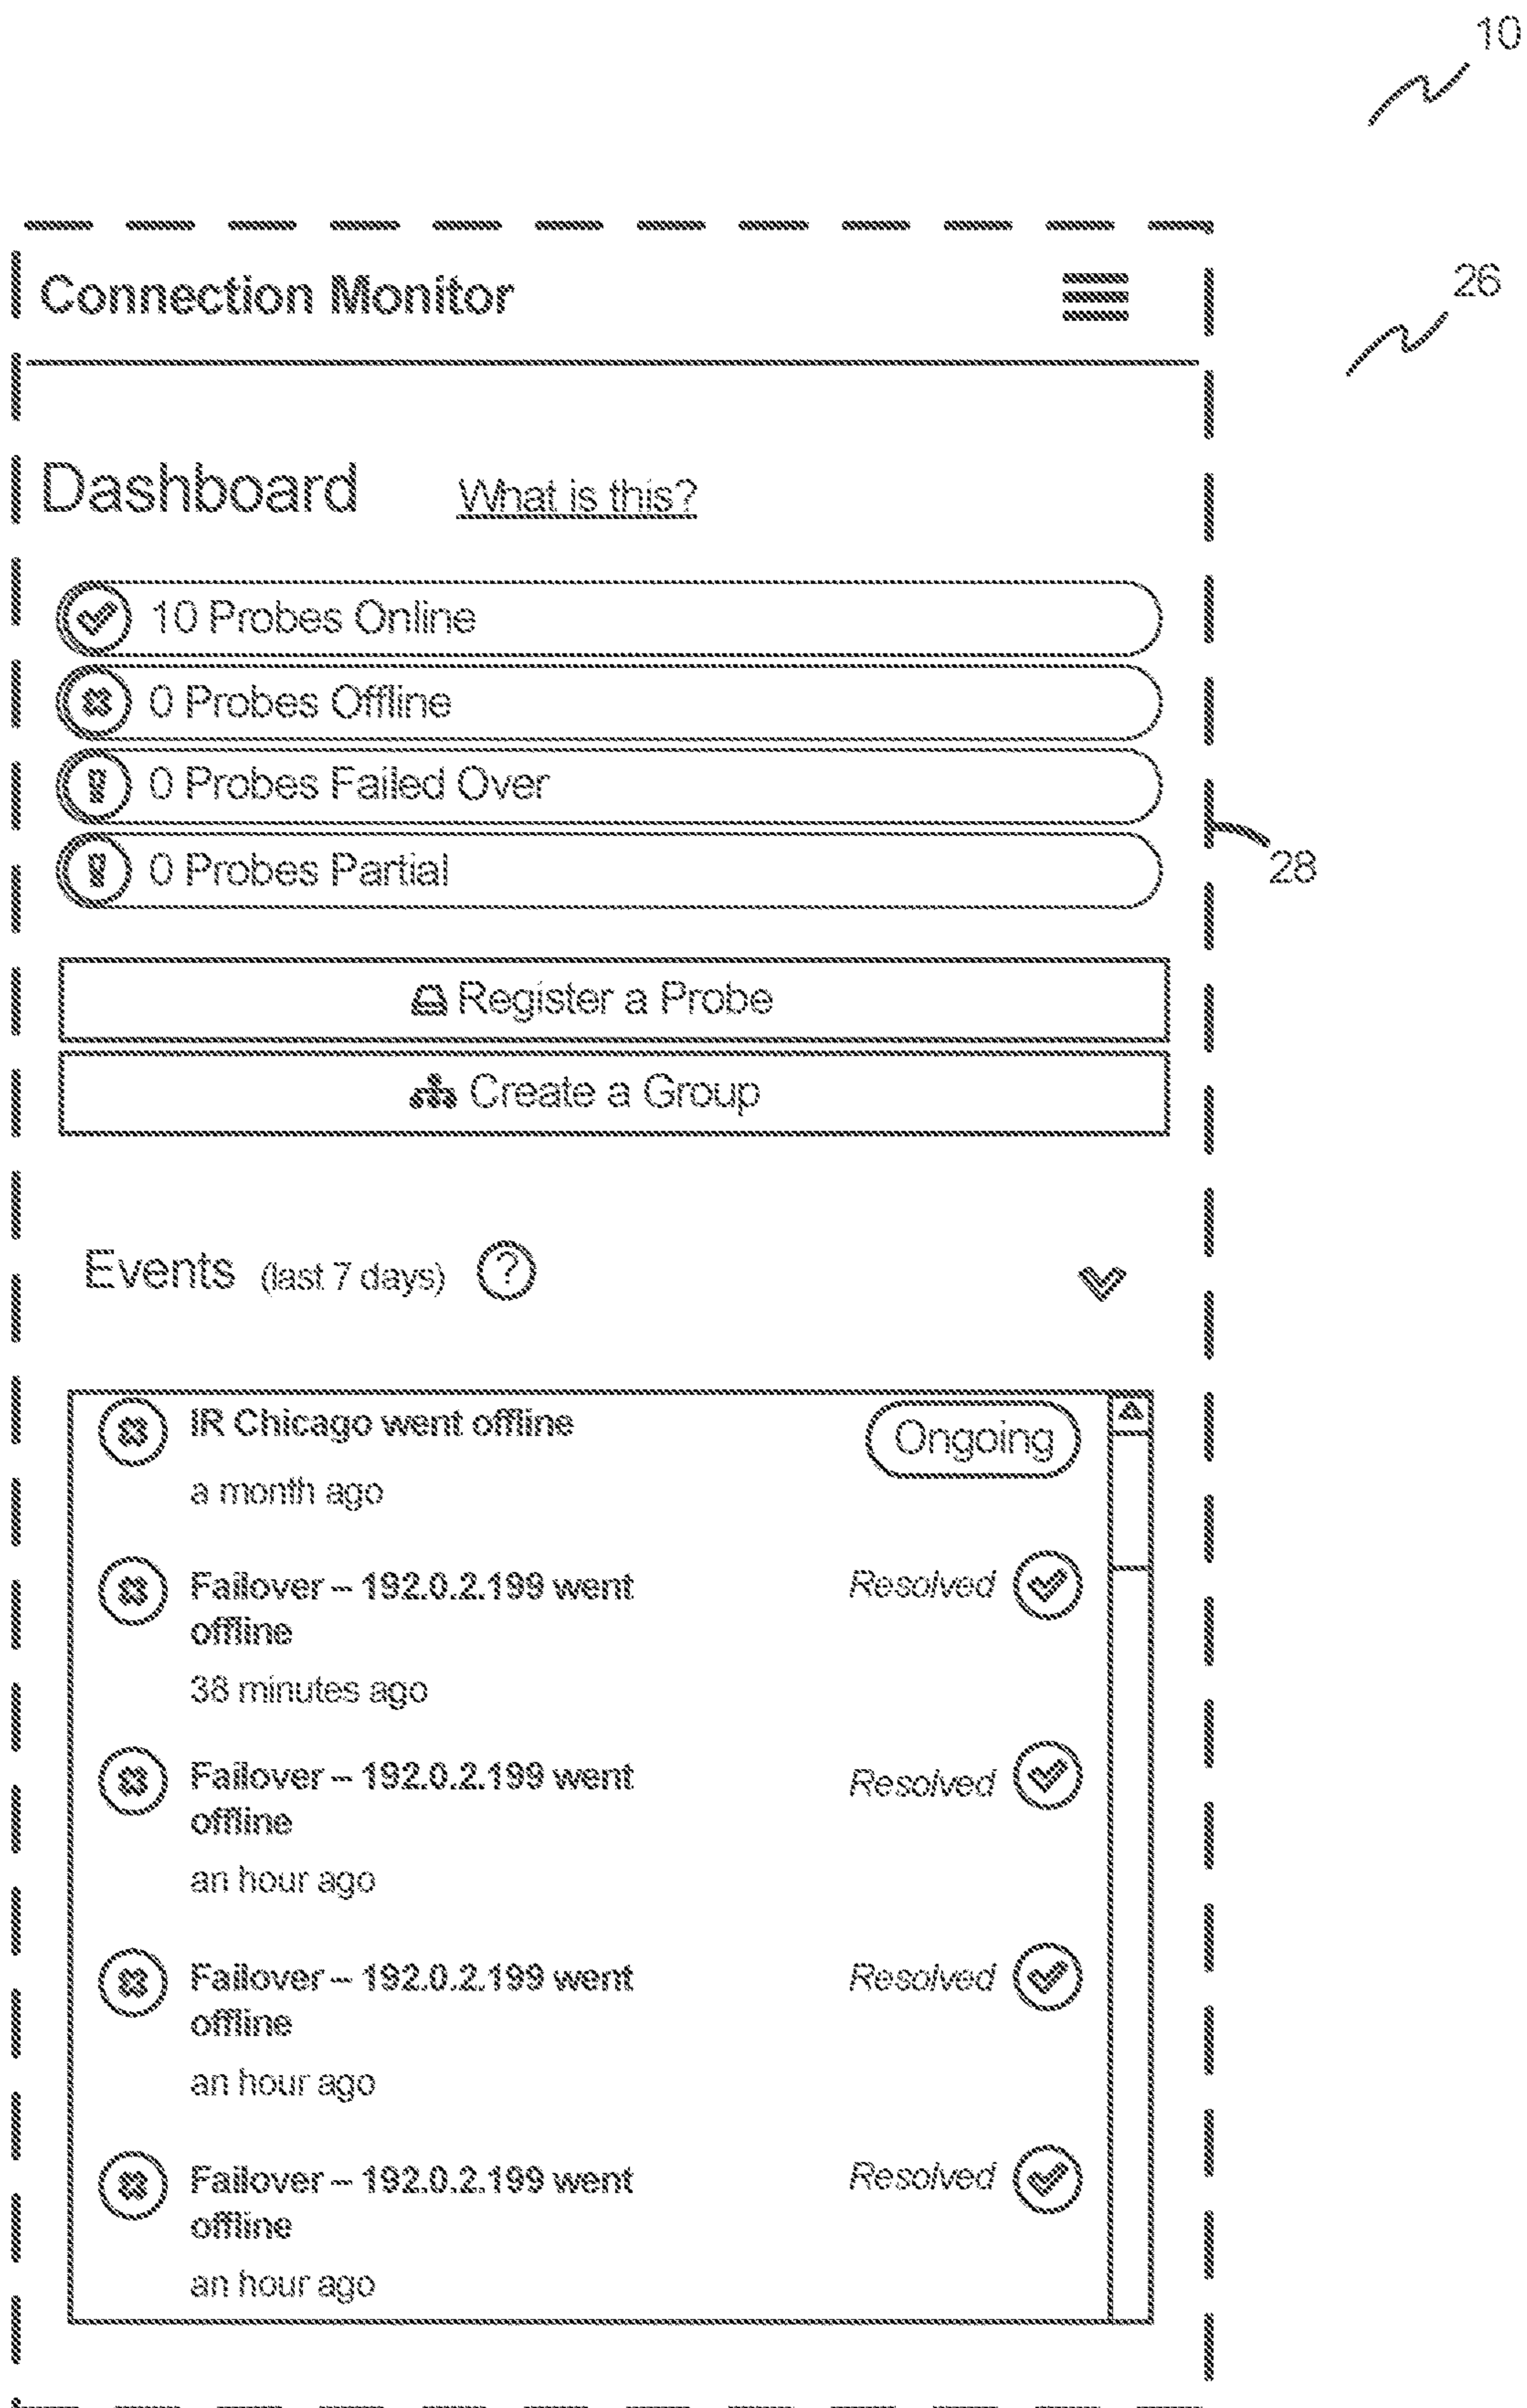 10
Connection Monitor
26
Dashboard What is this?
10 Probes Online
0 Probes Offline
0 Probes Failed Over
0 Probes Partial
28
Register a Probe
Create a Group
Events (last 7 days) ?
IR Chicago went offline Ongoing
a month ago
Failover – 192.0.2.199 went Resolved
offline
38 minutes ago
Failover – 192.0.2.199 went Resolved
offline
an hour ago
Failover – 192.0.2.199 went Resolved
offline
an hour ago
Failover – 192.0.2.199 went Resolved
offline
an hour ago